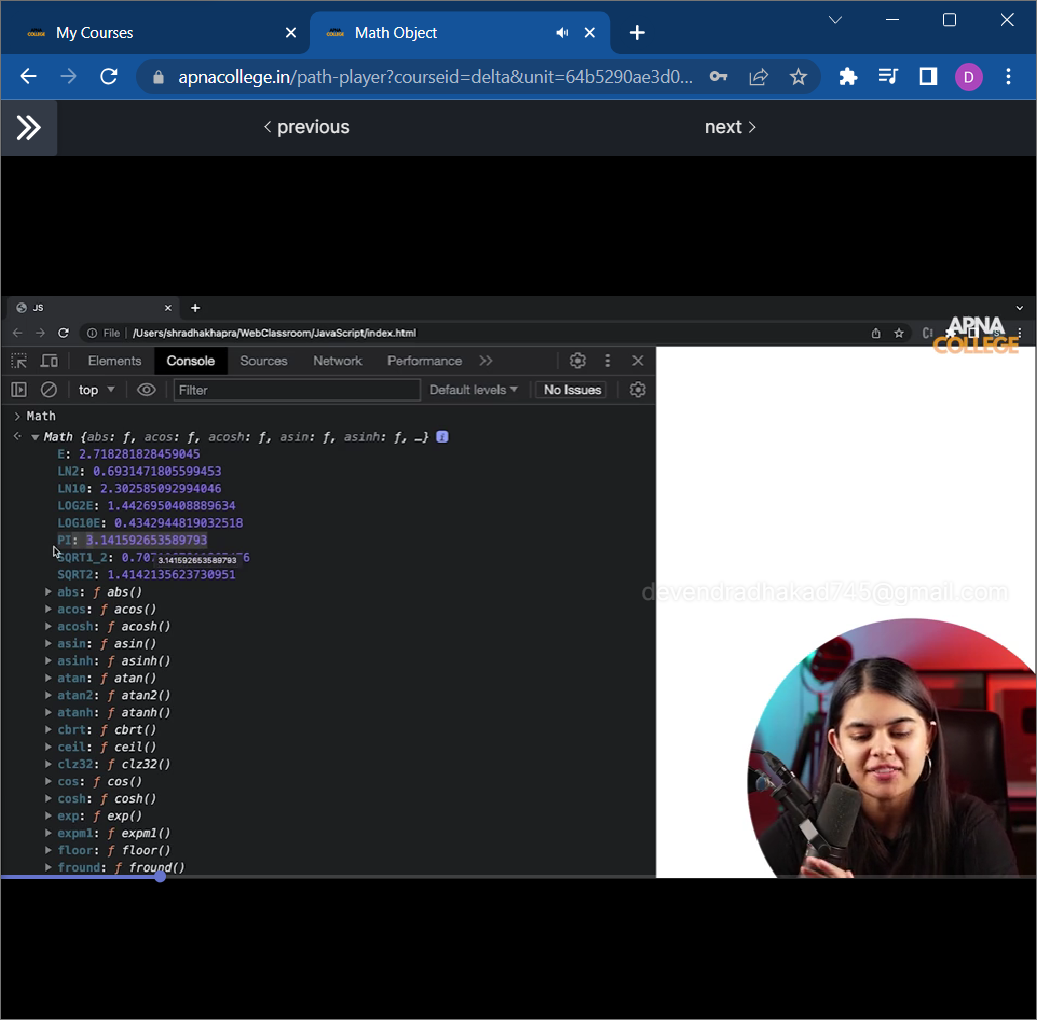 My Courses
Math Object
apnacollege.in/path-player?courseid=delta&unit=64b5290ae3d0...
D
previous
next
JS
File
/Users/shradhakhapra/WebClassroom/JavaScript/index.html
APNA
COLLEGE
Elements Console Sources Network Performance
top
Filter
Default levels
No Issues
> Math
Math {abs: ƒ, acos: ƒ, acosh: ƒ, asin: ƒ, asinh: ƒ, …} i
E: 2.718281828459045
LN2: 0.6931471805599453
LN10: 2.302585092994046
LOG2E: 1.4426950408889634
LOG10E: 0.4342944819032518
PI: 3.141592653589793
SQRT1_2:
3.141592653589793
SQRT2: 1.4142135623730951
abs: ƒ abs()
acos: ƒ acos()
acosh: ƒ acosh()
asin: ƒ asin()
asinh: ƒ asinh()
atan: ƒ atan()
atan2: ƒ atan2()
atanh: ƒ atanh()
cbrt: ƒ cbrt()
ceil: ƒ ceil()
clz32: ƒ clz32()
cos: ƒ cos()
cosh: ƒ cosh()
exp: ƒ exp()
expm1: ƒ expm1()
floor: ƒ floor()
fround: ƒ fround()
devendradhakad745@gmail.com